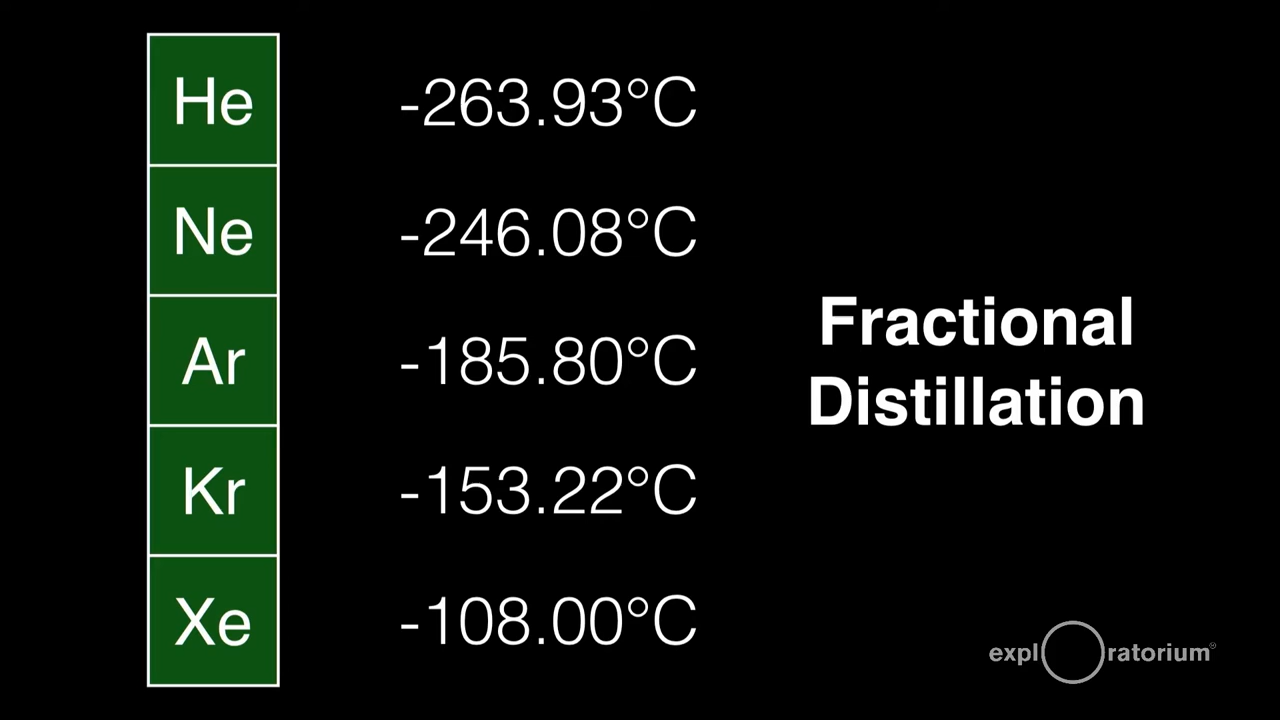 He -263.93°C
Ne -246.08°C
Ar -185.80°C
Kr -153.22°C
Xe -108.00°C
Fractional
Distillation
expl ratorium®